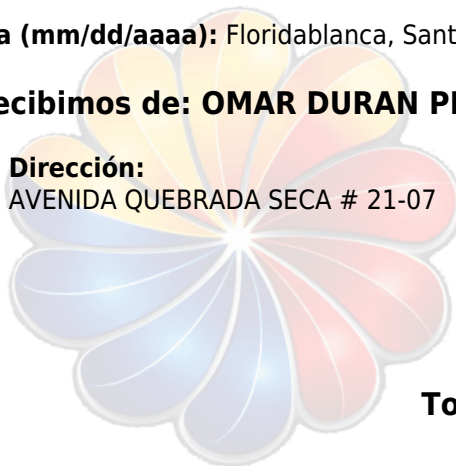 a (mm/dd/aaaa): Floridablanca, Sant
ecibimos de: OMAR DURAN P
Dirección:
AVENIDA QUEBRADA SECA # 21-07
To